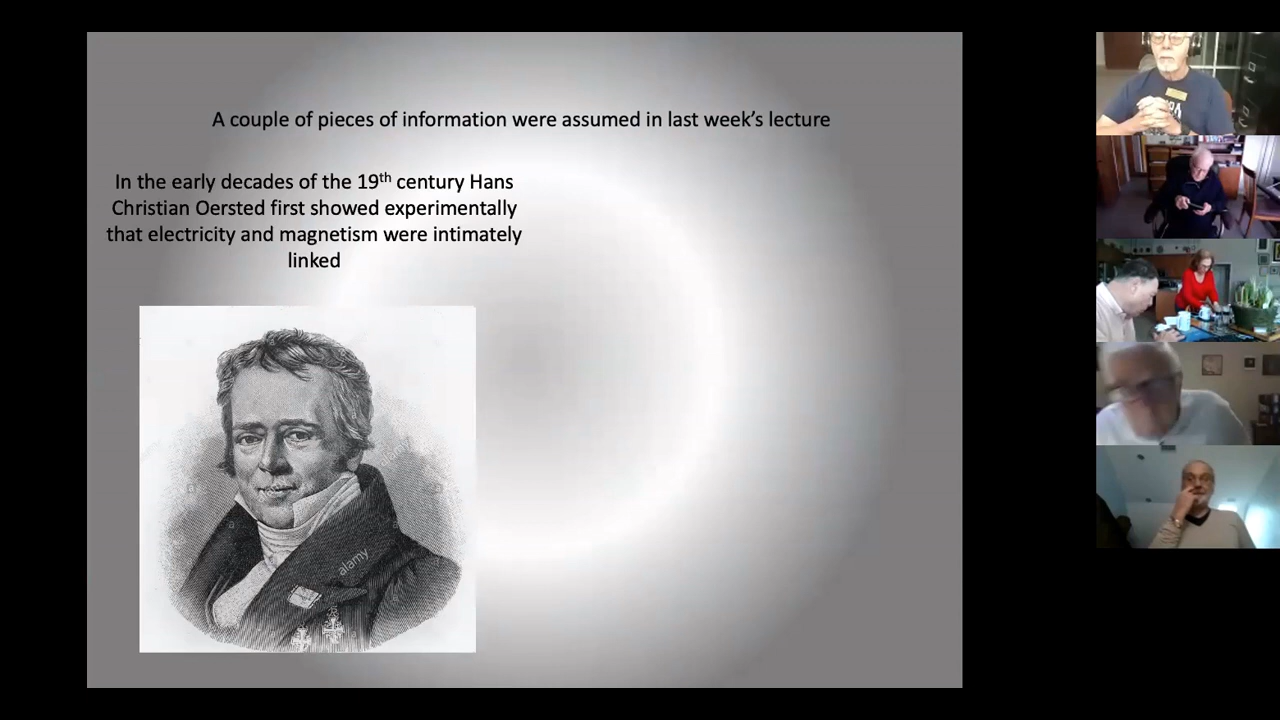 A couple of pieces of information were assumed in last week’s lecture
In the early decades of the 19th century Hans
Christian Oersted first showed experimentally
that electricity and magnetism were intimately
linked
alamy
a
a